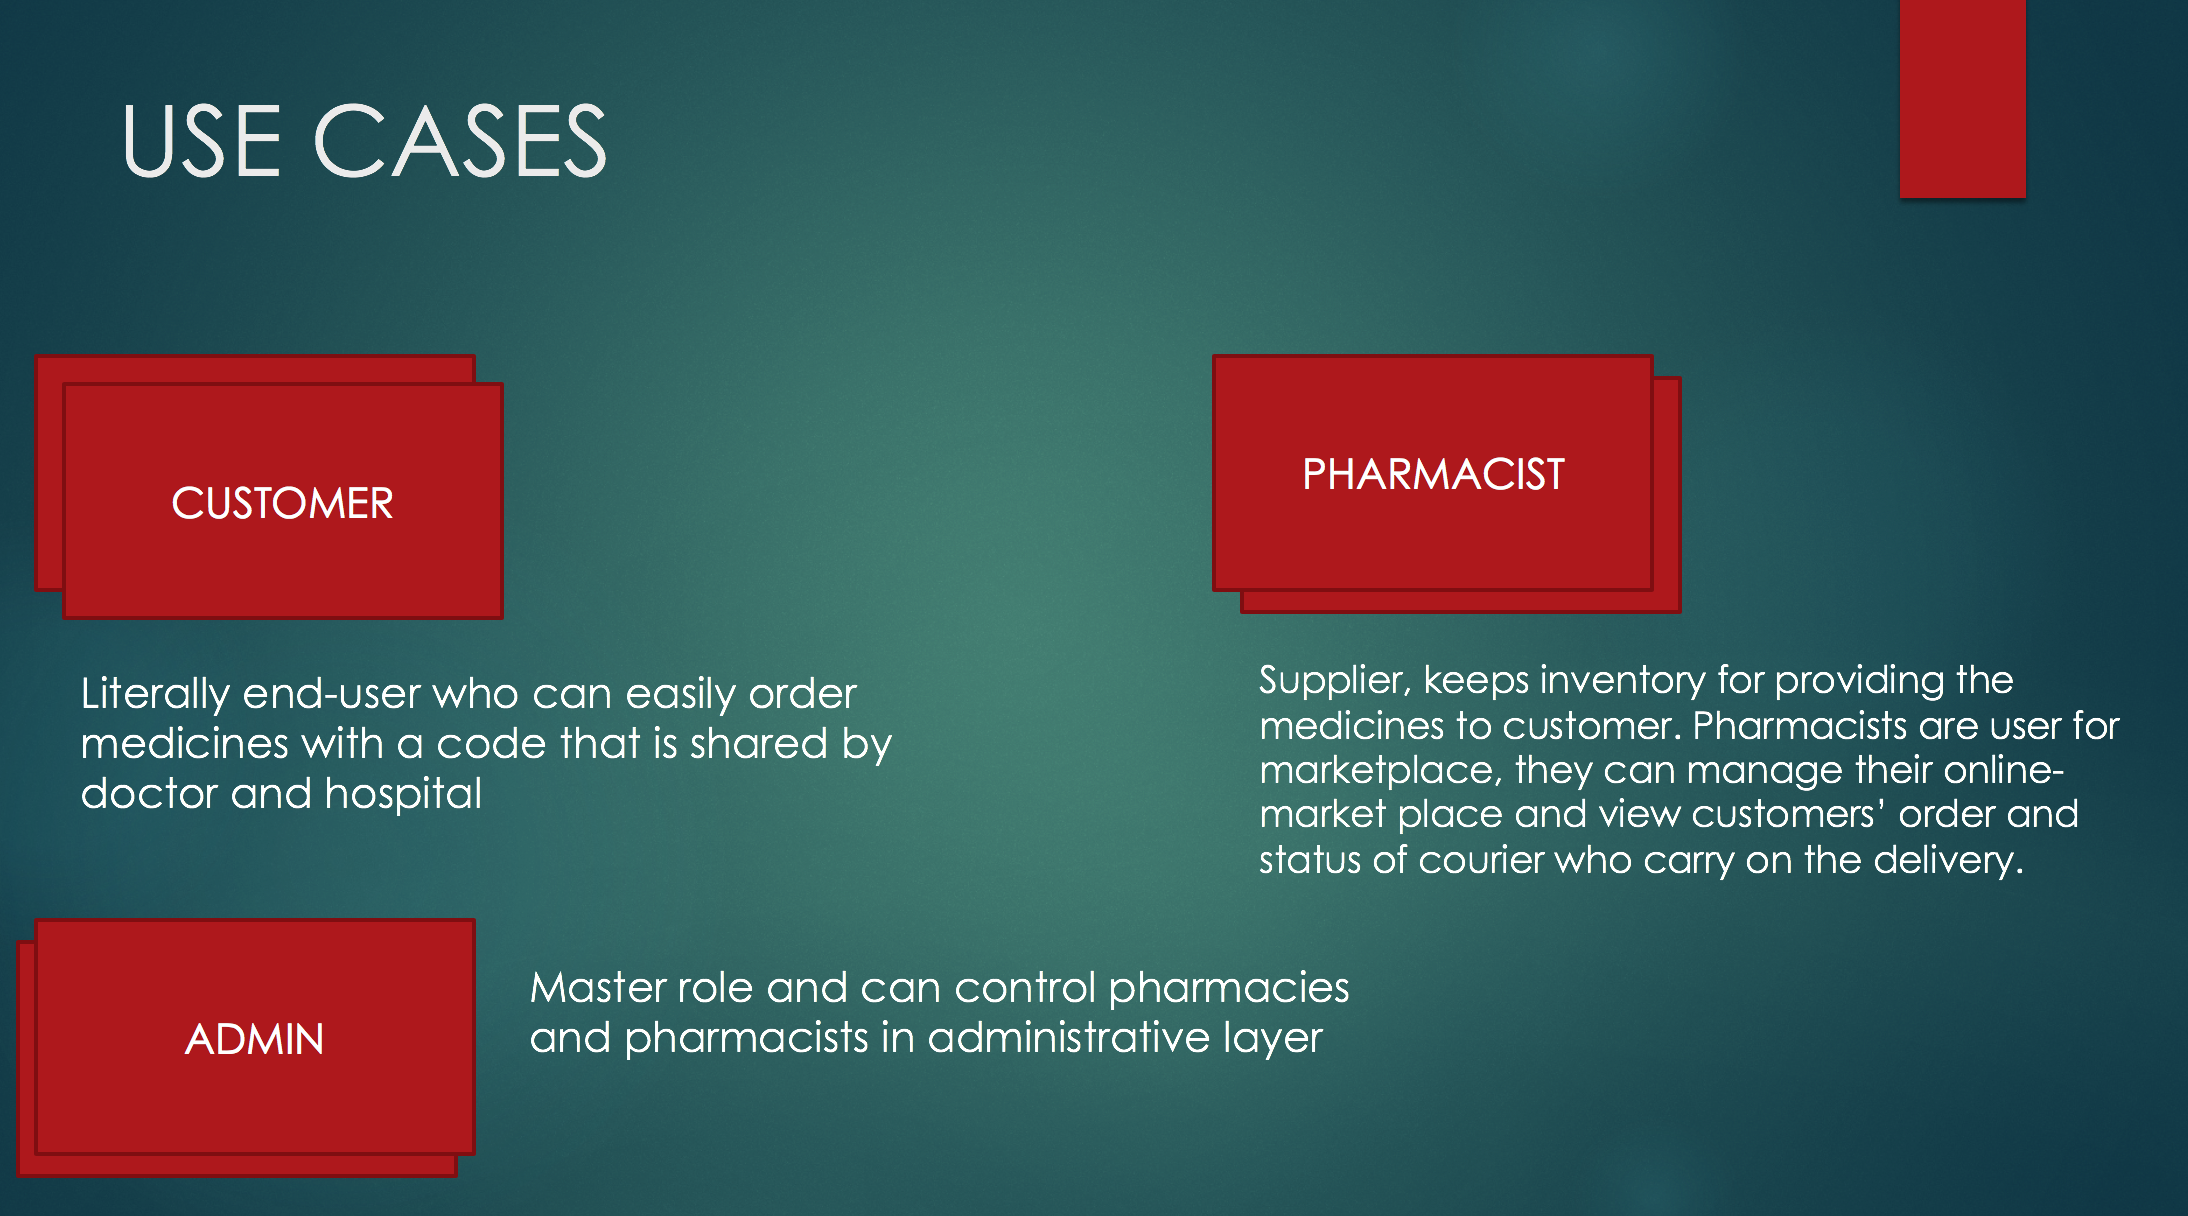 USE CASES
CUSTOMER
Literally end-user who can easily order
medicines with a code that is shared by
doctor and hospital
PHARMACIST
Supplier, keeps inventory for providing the
medicines to customer. Pharmacists are user for
marketplace, they can manage their online-
market place and view customers’ order and
status of courier who carry on the delivery.
ADMIN
Master role and can control pharmacies
and pharmacists in administrative layer